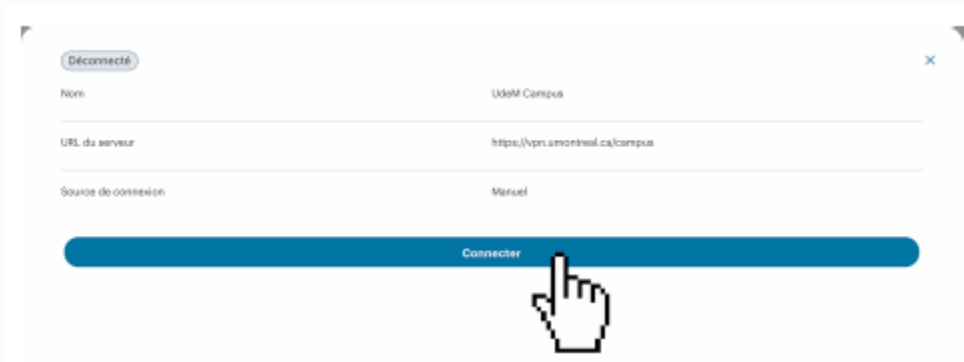 Déconnecté
Nom UdeM Campus
URL du serveur https://vpn.umontreal.ca/campus
Source de connexion Manuel
Connecter